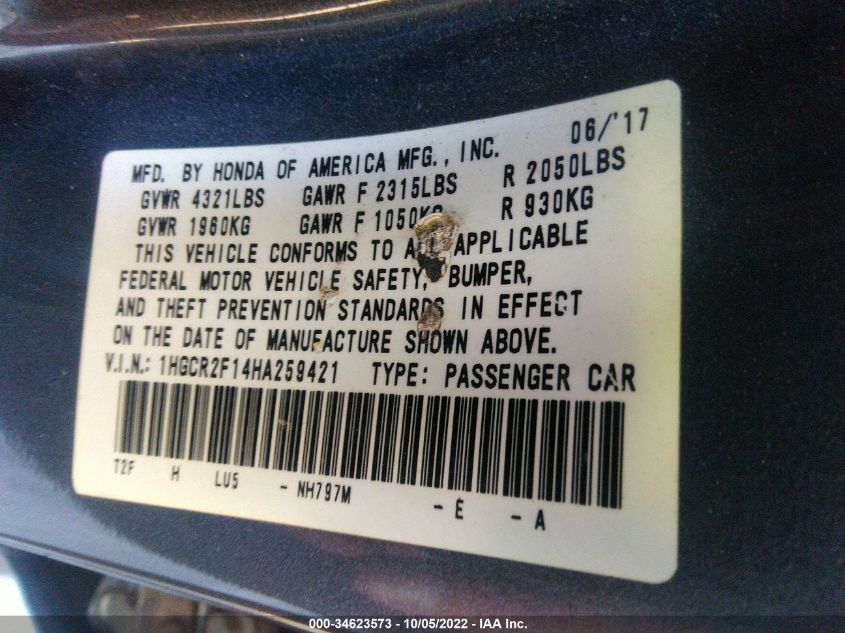 06/'17
MFD. BY HONDA OF AMERICA MFG., INC.
GVWR 4321LBS GAWR F 2315LBS R 2050LBS
GVWR 1960KG GAWR F 1050KG R 930KG
THIS VEHICLE CONFORMS TO ALL APPLICABLE
FEDERAL MOTOR VEHICLE SAFETY, BUMPER,
AND THEFT PREVENTION STANDARDS IN EFFECT
ON THE DATE OF MANUFACTURE SHOWN ABOVE.
V.I.N.: 1HGCR2F14HA259421 TYPE: PASSENGER CAR
T2F H LU5 - NH797M - E - A
000-34623573 - 10/05/2022 - IAA Inc.